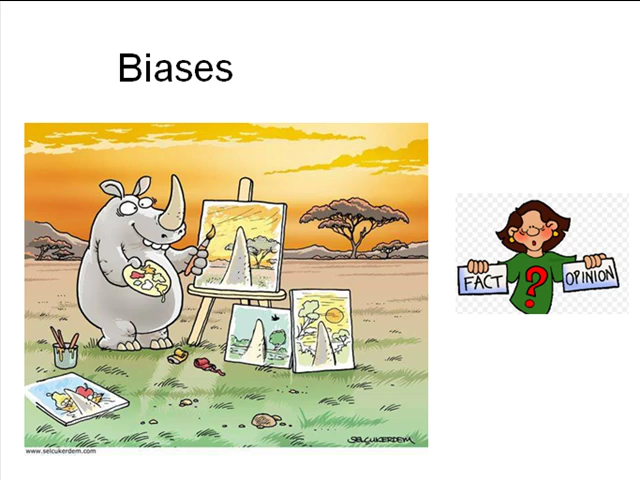 Biases
FACT
?
OPINION
SELCUKERDEM
www.selcukerdem.com